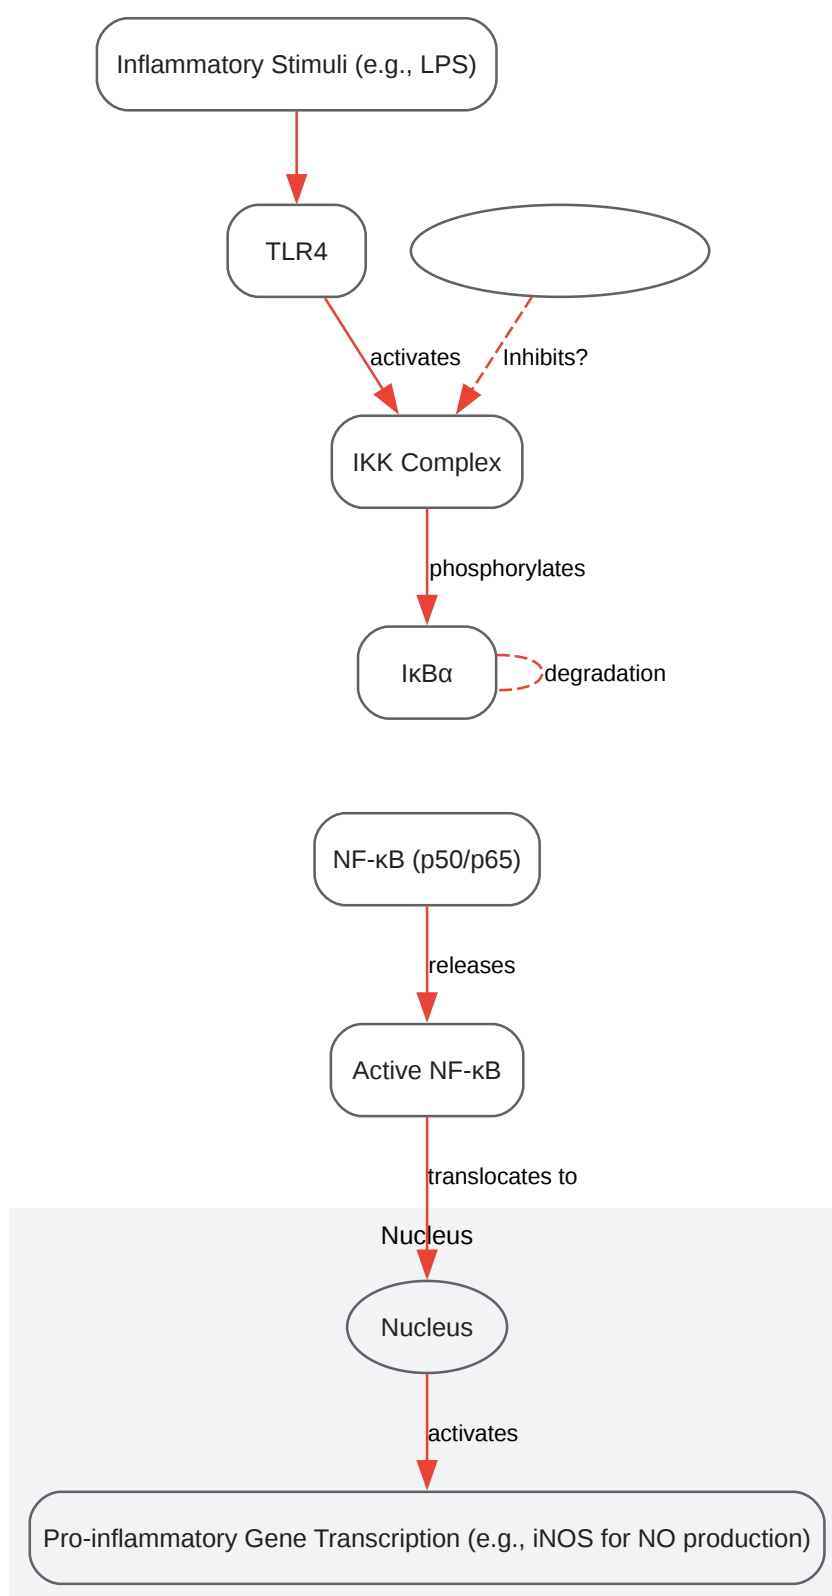 Inflammatory Stimuli (e.g., LPS)
TLR4
activates
Inhibits?
IKK Complex
phosphorylates
IκBα
degradation
NF-κB (p50/p65)
releases
Active NF-κB
translocates to
Nucleus
Nucleus
activates
Pro-inflammatory Gene Transcription (e.g., iNOS for NO production)